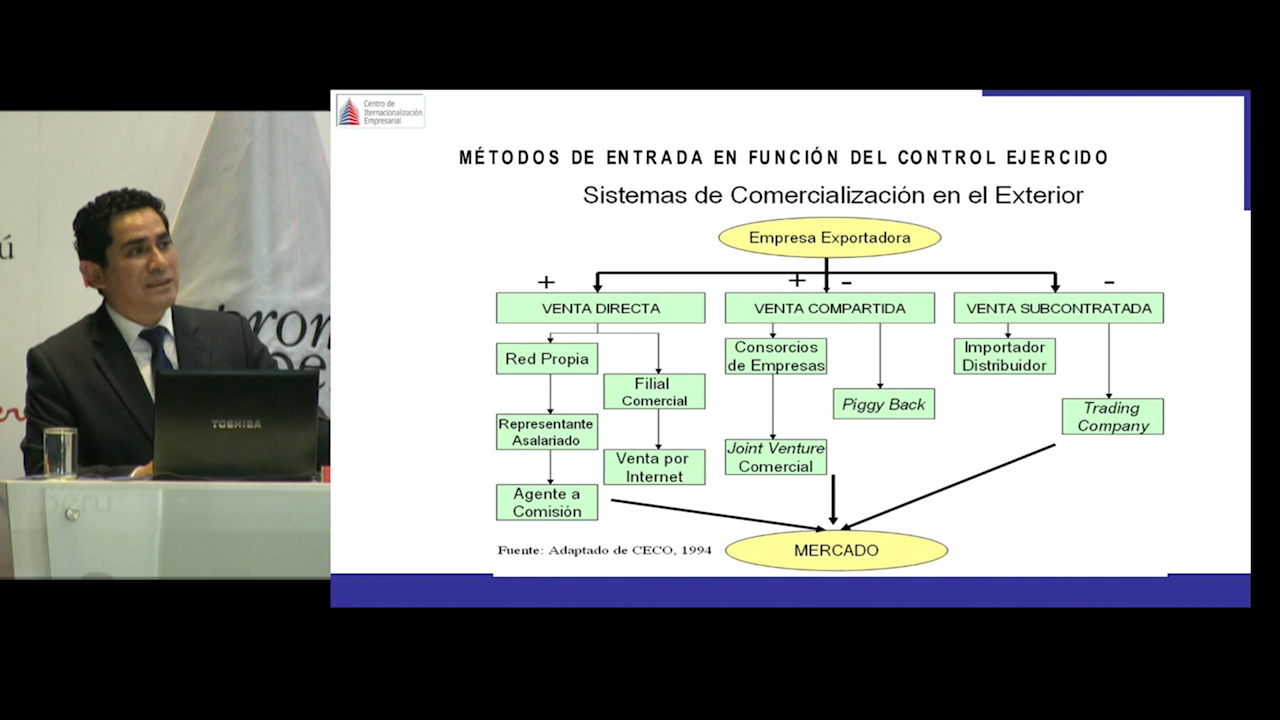 Centro de
Iternacionalización
Empresarial
MÉTODOS DE ENTRADA EN FUNCIÓN DEL CONTROL EJERCIDO
Sistemas de Comercialización en el Exterior
Empresa Exportadora
+
+ -
-
VENTA DIRECTA
VENTA COMPARTIDA
VENTA SUBCONTRATADA
Red Propia
Filial
Comercial
Representante
Asalariado
Venta por
Internet
Agente a
Comisión
Consorcios
de Empresas
Piggy Back
Joint Venture
Comercial
Importador
Distribuidor
Trading
Company
Fuente: Adaptado de CECO, 1994
MERCADO
TOSHIBA